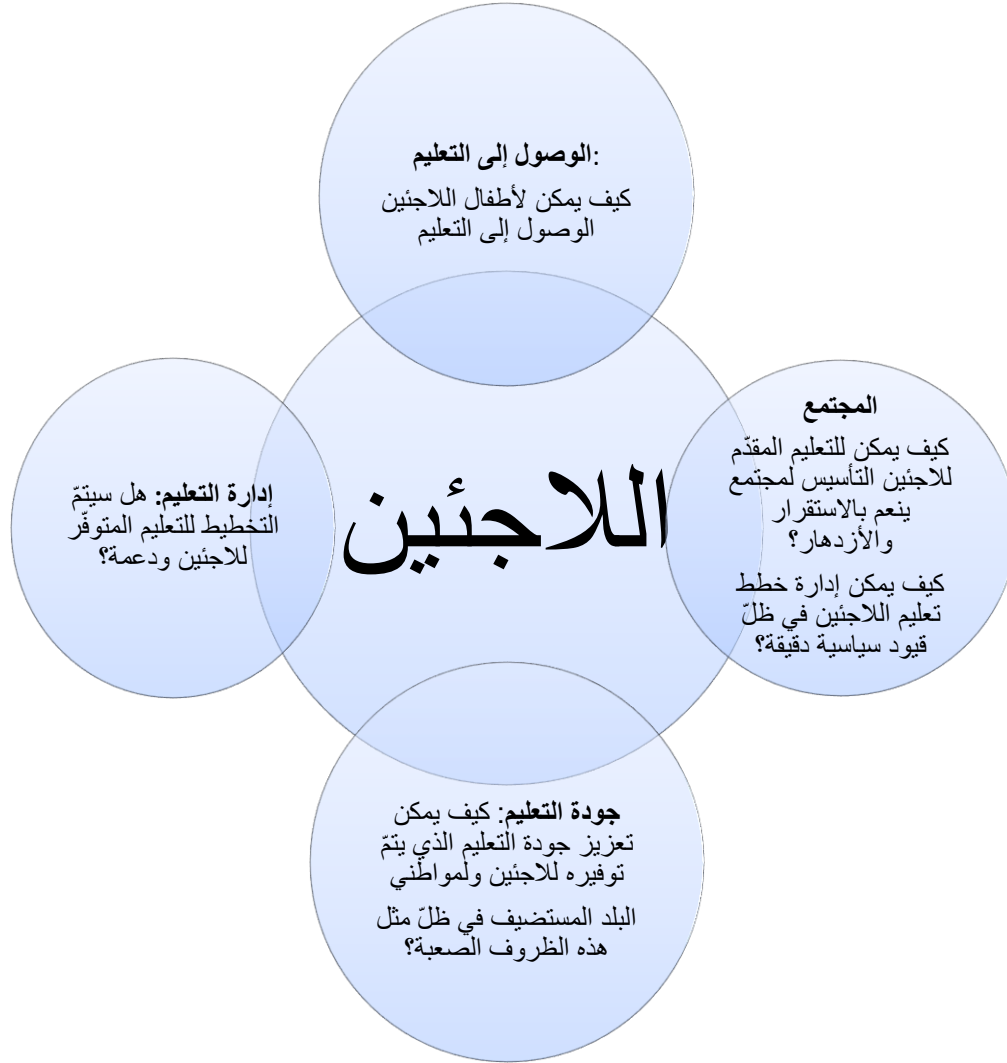 الوصول إلى التعليم:
كيف يمكن لأطفال اللاجئين
الوصول إلى التعليم
المجتمع
كيف يمكن للتعليم المقدّم
للاجئين التأسيس لمجتمع
ينعم بالاستقرار
والأزدهار؟
كيف يمكن إدارة خطط
تعليم اللاجئين في ظلّ
قيود سياسية دقيقة؟
اللاجئين
إدارة التعليم: هل سيتمّ
التخطيط للتعليم المتوفّر
للاجئين ودعمة؟
جودة التعليم: كيف يمكن
تعزيز جودة التعليم الذي يتمّ
توفيره للاجئين ولمواطني
البلد المستضيف في ظلّ مثل
هذه الظروف الصعبة؟